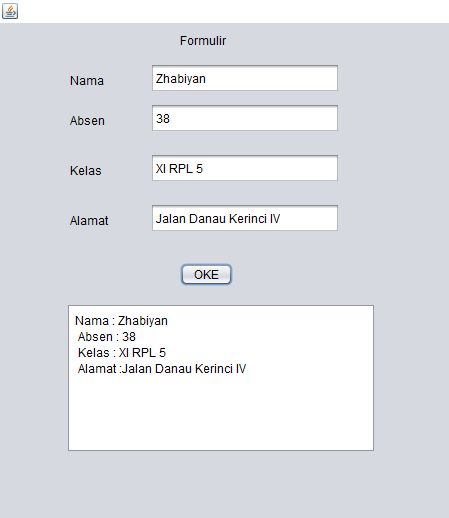 Formulir
Nama Zhabiyan
Absen 38
Kelas XI RPL 5
Alamat Jalan Danau Kerinci IV
OKE
Nama : Zhabiyan
Absen : 38
Kelas : XI RPL 5
Alamat :Jalan Danau Kerinci IV